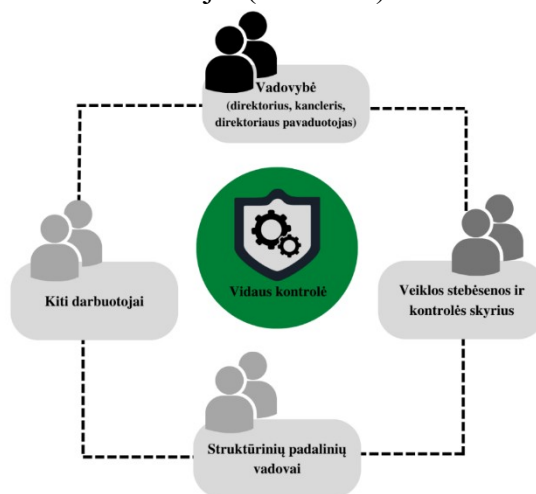 Vadovybė
(direktorius, kancleris,
direktoriaus pavaduotojas)
Vidaus kontrolė
Kiti darbuotojai
Veiklos stebėsenos ir
kontrolės skyrius
Struktūrinių padalinių
vadovai